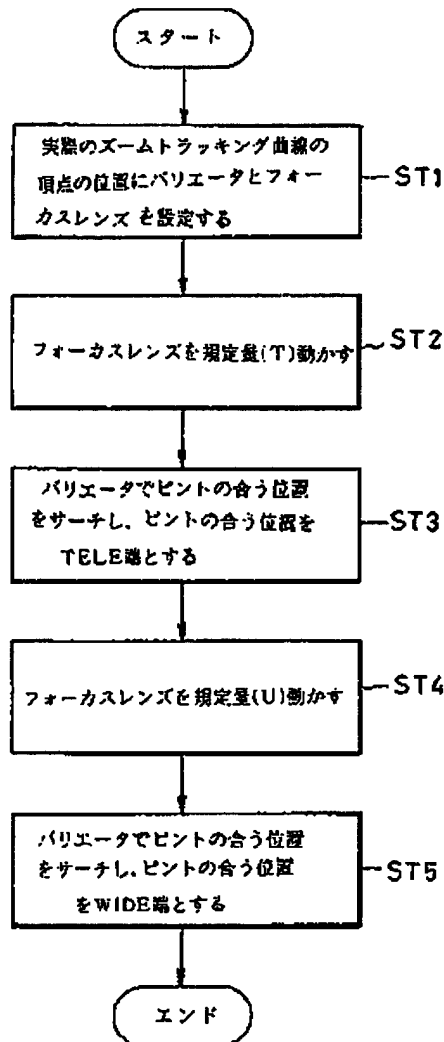 スタート
実際のズームトラッキング曲線の
頂点の位置にバリエータとフォー
カスレンズを設定する
ST1
フォーカスレンズを規定量(T)動かす
ST2
バリエータでピントの合う位置
をサーチし、ピントの合う位置を
TELE端とする
ST3
フォーカスレンズを規定量(U)動かす
ST4
バリエータでピントの合う位置
をサーチし、ピントの合う位置
をWIDE端とする
ST5
エンド